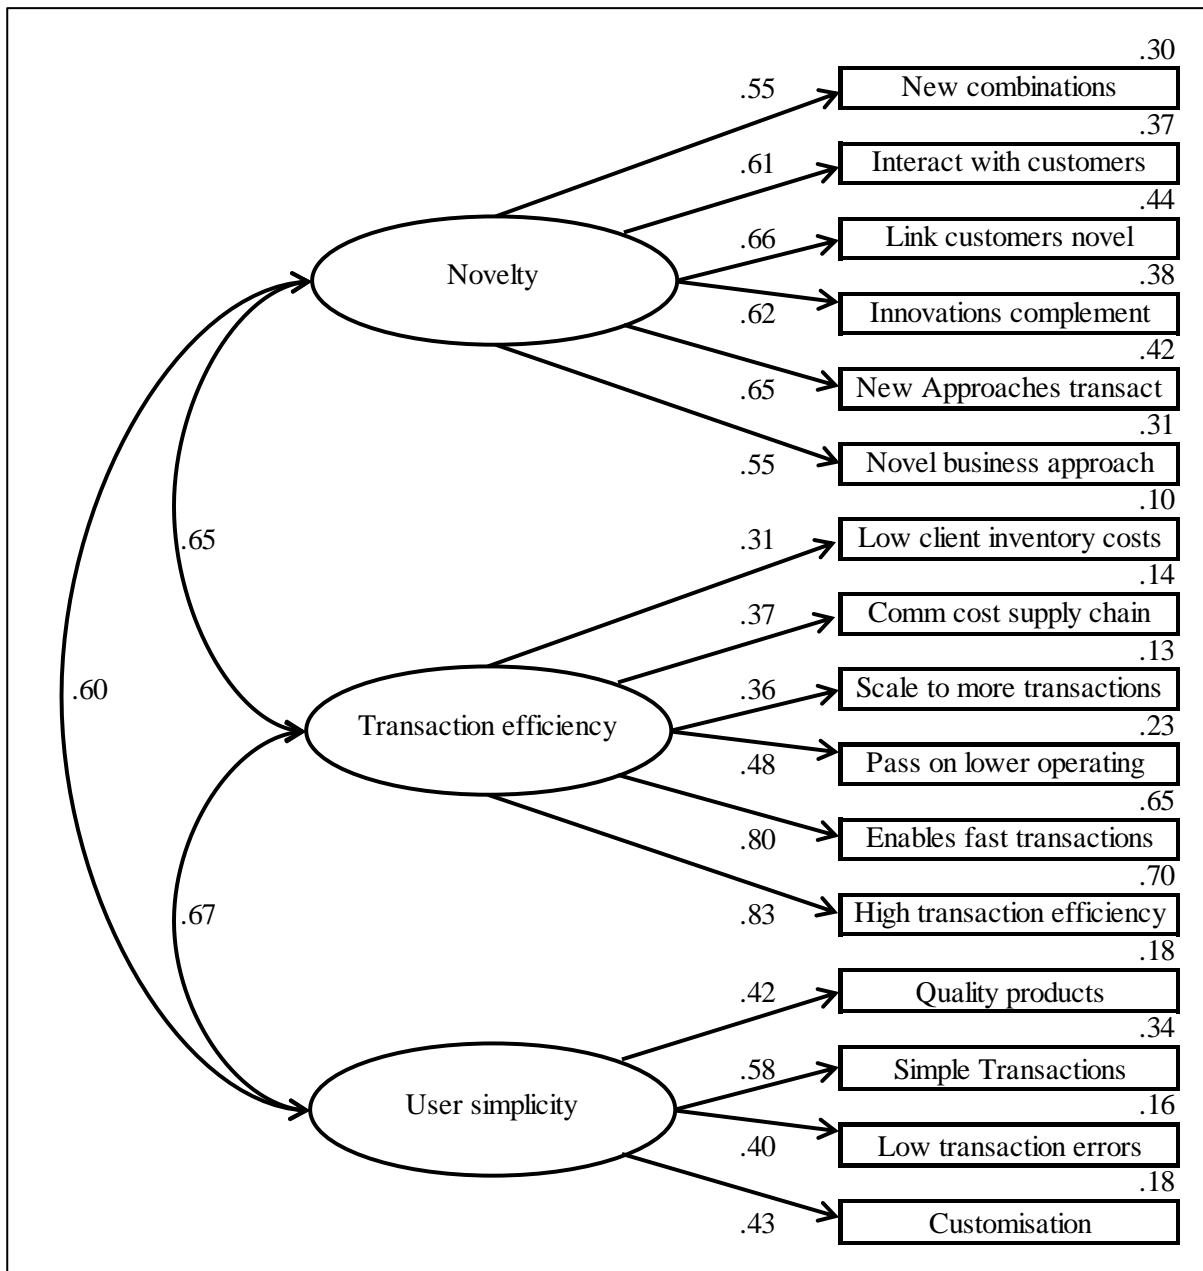 .30
.55
New combinations
.37
.61
Interact with customers
.44
.66
Link customers novel
Novelty
.38
.62
Innovations complement
.42
.65
New Approaches transact
.31
.55
Novel business approach
.10
.65
.31
Low client inventory costs
.14
.37
Comm cost supply chain
.13
.60
.36
Scale to more transactions
Transaction efficiency
.23
.48
Pass on lower operating
.65
.80
Enables fast transactions
.70
.67
.83
High transaction efficiency
.18
.42
Quality products
.34
.58
Simple Transactions
User simplicity
.16
.40
Low transaction errors
.18
.43
Customisation